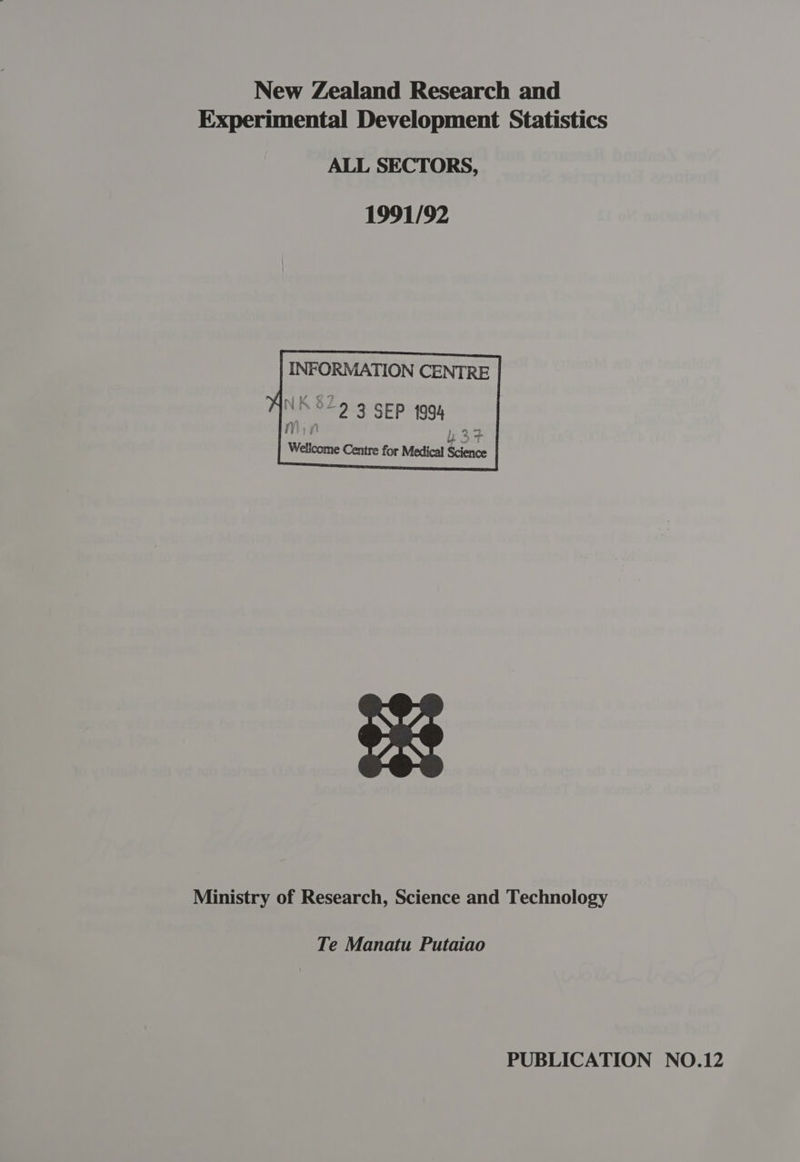 New Zealand Research and
Experimental Development Statistics
ALL SECTORS,
1991/92
INFORMATION CENTRE
2 3 SEP 1994
Wellcome Centre for Medical Science
Ministry of Research, Science and Technology
Te Manatu Putaiao
PUBLICATION NO.12